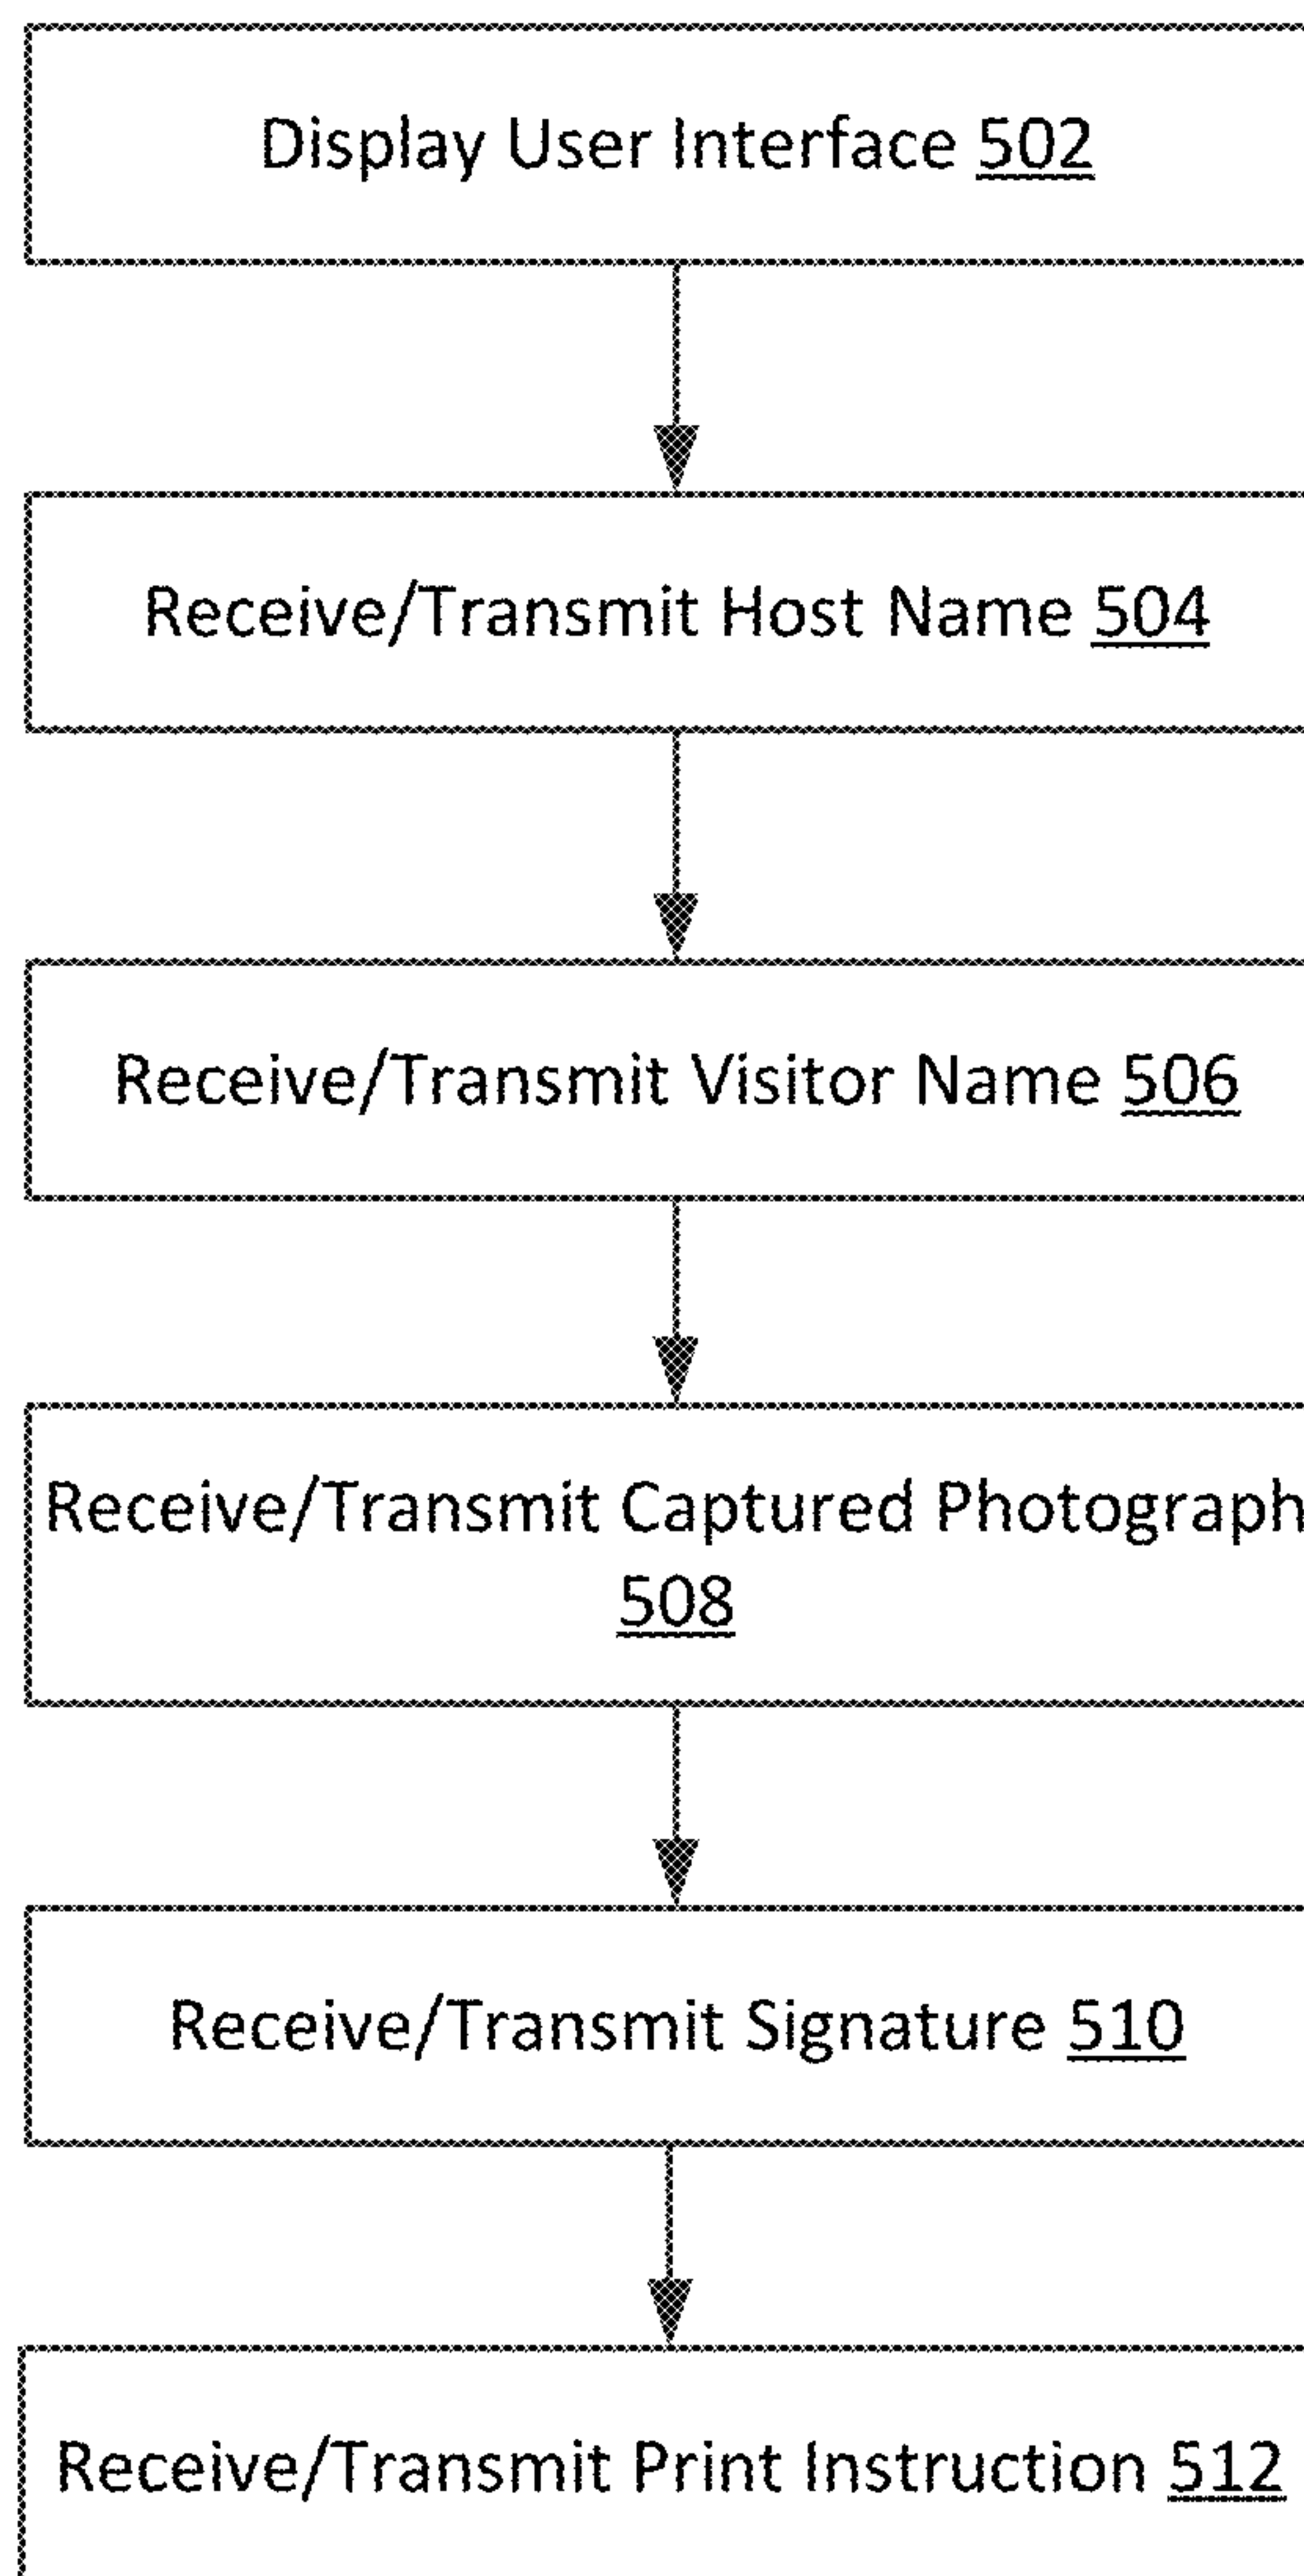 Display User Interface 502
Receive/Transmit Host Name 504
Receive/Transmit Visitor Name 506
Receive/Transmit Captured Photograph
508
Receive/Transmit Signature 510
Receive/Transmit Print Instruction 512